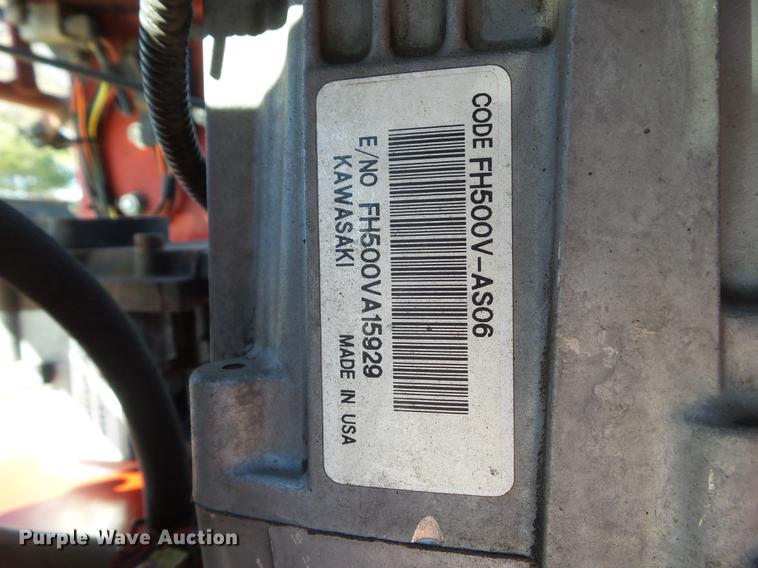 CODE FH500V-AS06
E/NO FH500VA15929
KAWASAKI MADE IN USA
Purple Wave Auction®